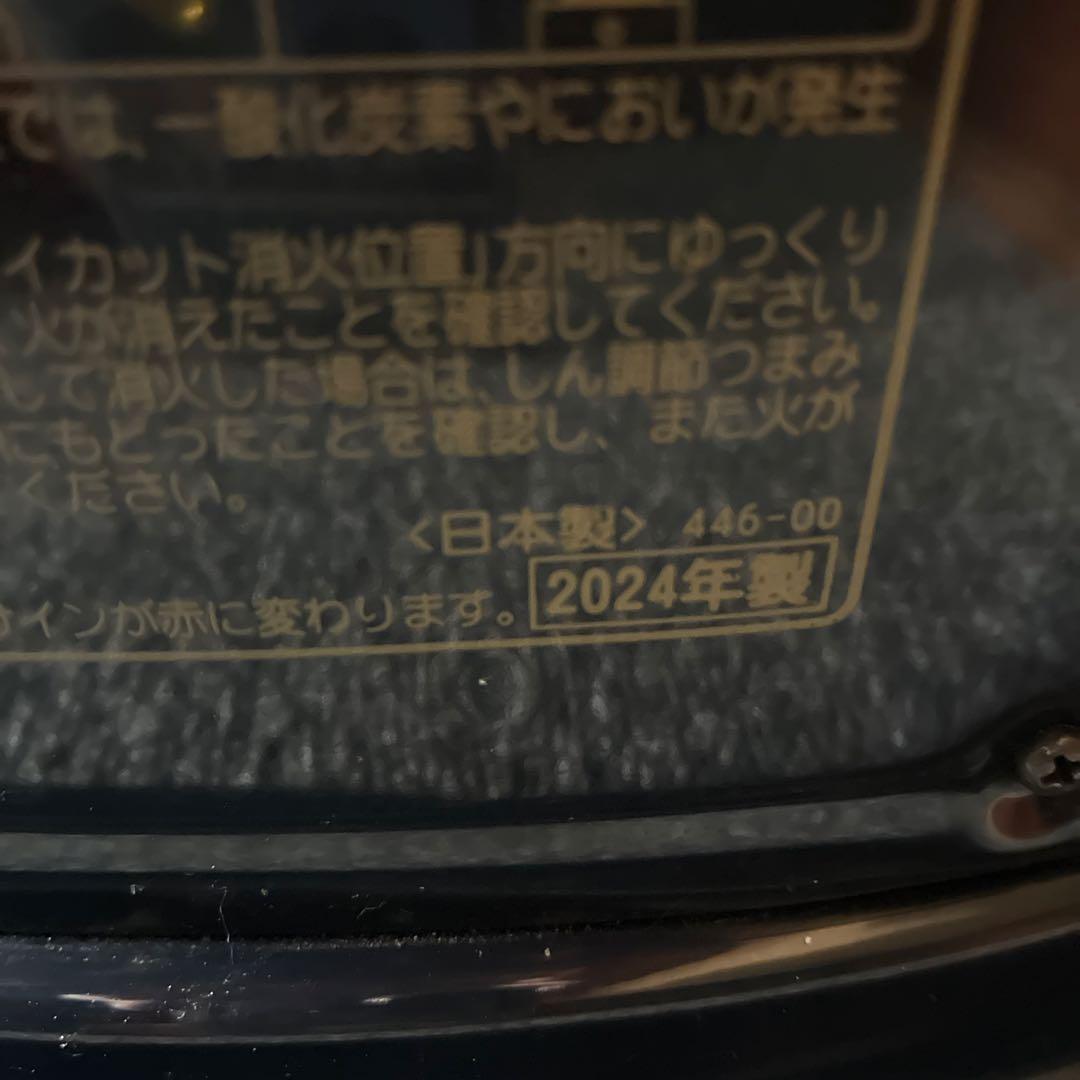 では、一酸化炭素やにおいが発生
イカット消火位置」方向にゆっくり
火が消えたことを確認してください。
して消火した場合は、しん調節つまみ
にもどったことを確認し、また火が
ください。
<日本製> 446-00
サインが赤に変わります。 2024年製